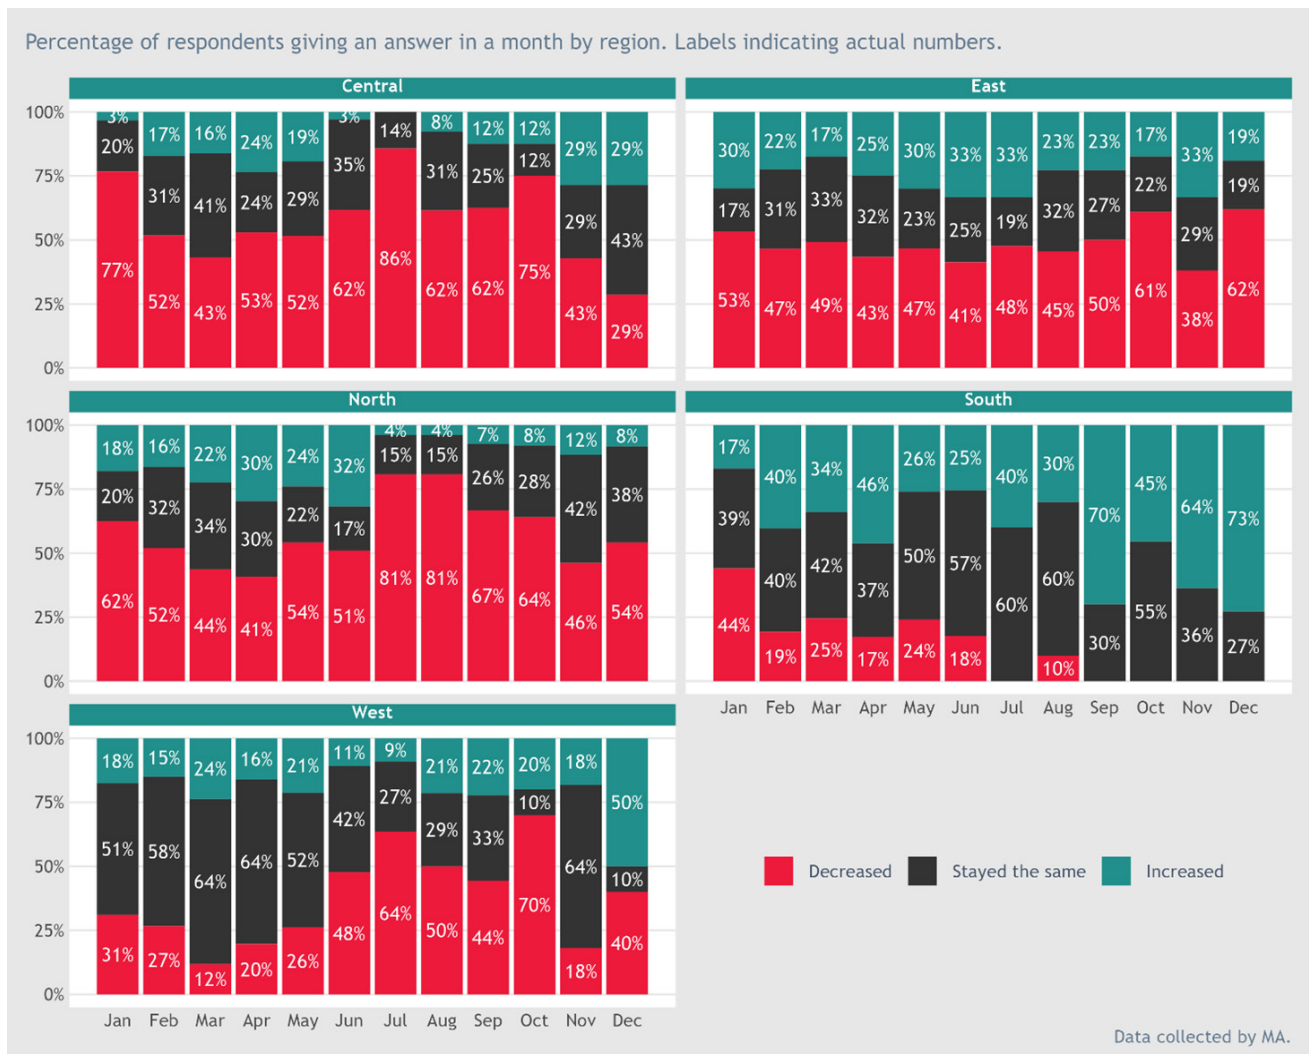 Percentage of respondents giving an answer in a month by region. Labels indicating actual numbers.
Central
100%
75%
50%
25%
0%
3% 17% 16% 24% 19% 3% 14% 8% 12% 12% 29% 29%
20% 31% 41% 24% 29% 35% 86% 31% 25% 12% 29% 43%
77% 52% 43% 53% 52% 62% 62% 62% 75% 43% 29%
East
30% 22% 17% 25% 30% 33% 33% 23% 23% 17% 33% 19%
17% 31% 33% 32% 23% 25% 19% 32% 27% 22% 29% 19%
53% 47% 49% 43% 47% 41% 48% 45% 50% 61% 38% 62%
North
100%
75%
50%
25%
0%
18% 16% 22% 30% 24% 32% 4% 4% 7% 8% 12% 8%
20% 32% 34% 30% 22% 17% 15% 15% 26% 28% 42% 38%
62% 52% 44% 41% 54% 51% 81% 81% 67% 64% 46% 54%
South
17% 40% 34% 46% 26% 25% 40% 30% 70% 45% 64% 73%
39% 40% 42% 37% 50% 57% 60% 60% 30% 55% 36% 27%
44% 19% 25% 17% 24% 18% 10%
Jan Feb Mar Apr May Jun Jul Aug Sep Oct Nov Dec
West
100%
75%
50%
25%
0%
18% 15% 24% 16% 21% 11% 9% 21% 22% 20% 18% 50%
51% 58% 64% 64% 52% 42% 27% 29% 33% 10% 64% 10%
31% 27% 12% 20% 26% 48% 64% 50% 44% 70% 18% 40%
Jan Feb Mar Apr May Jun Jul Aug Sep Oct Nov Dec
Decreased Stayed the same Increased
Data collected by MA.